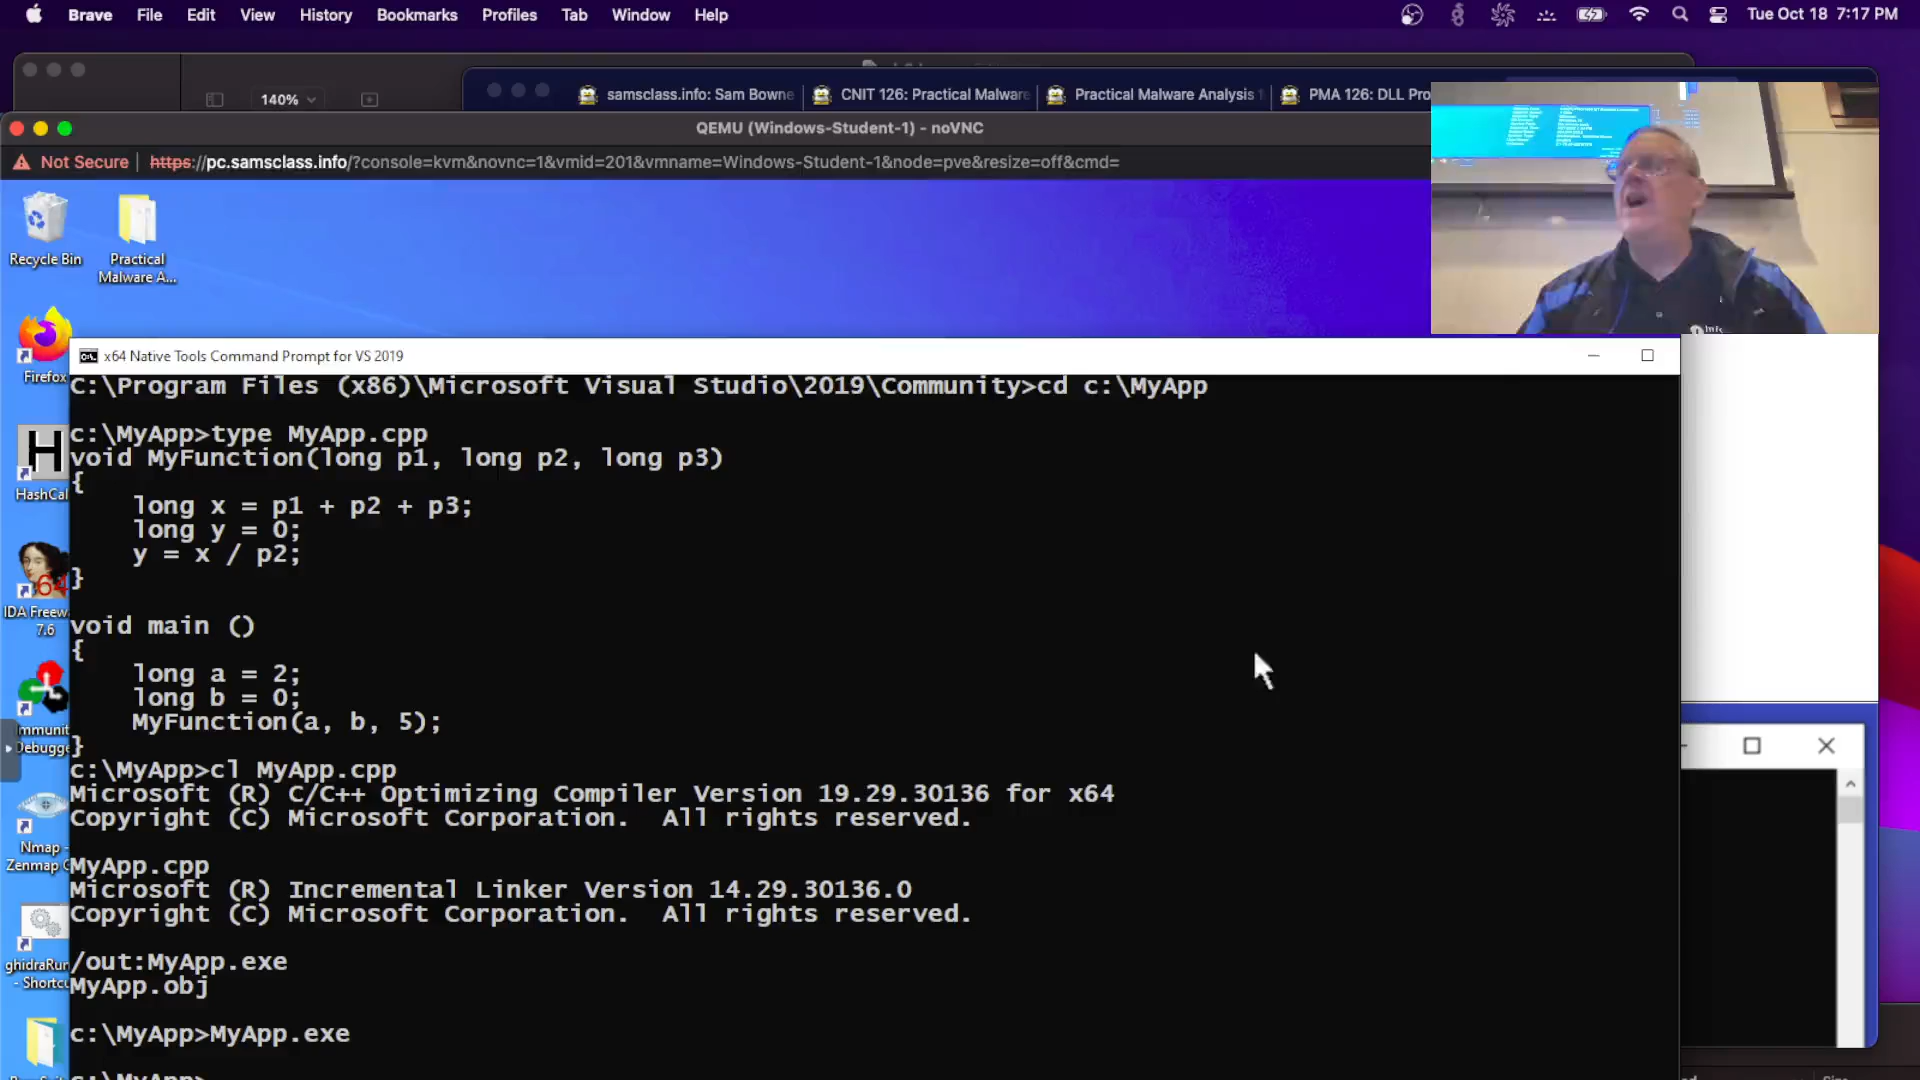 Brave File Edit View History Bookmarks Profiles Tab Window Help Tue Oct 18 7:17 PM
140%
samsclass.info: Sam Bowne CNIT 126: Practical Malware Practical Malware Analysis PMA 126: DLL Pro
QEMU (Windows-Student-1) - noVNC
Not Secure https://pc.samsclass.info/?console=kvm&novnc=1&vmid=201&vmname=Windows-Student-1&node=pve&resize=off&cmd=
Recycle Bin
Practical
Malware A...
Firefox
HashCal
IDA Freew
7.6
Immunit
Debugge
Nmap -
Zenmap G
ghidraRun
- Shortcu
x64 Native Tools Command Prompt for VS 2019
C:\Program Files (x86)\Microsoft Visual Studio\2019\Community>cd c:\MyApp
c:\MyApp>type MyApp.cpp
void MyFunction(long p1, long p2, long p3)
{
long x = p1 + p2 + p3;
long y = 0;
y = x / p2;
}
void main ()
{
long a = 2;
long b = 0;
MyFunction(a, b, 5);
}
c:\MyApp>cl MyApp.cpp
Microsoft (R) C/C++ Optimizing Compiler Version 19.29.30136 for x64
Copyright (C) Microsoft Corporation. All rights reserved.
MyApp.cpp
Microsoft (R) Incremental Linker Version 14.29.30136.0
Copyright (C) Microsoft Corporation. All rights reserved.
/out:MyApp.exe
MyApp.obj
c:\MyApp>MyApp.exe
c:\MyApp>